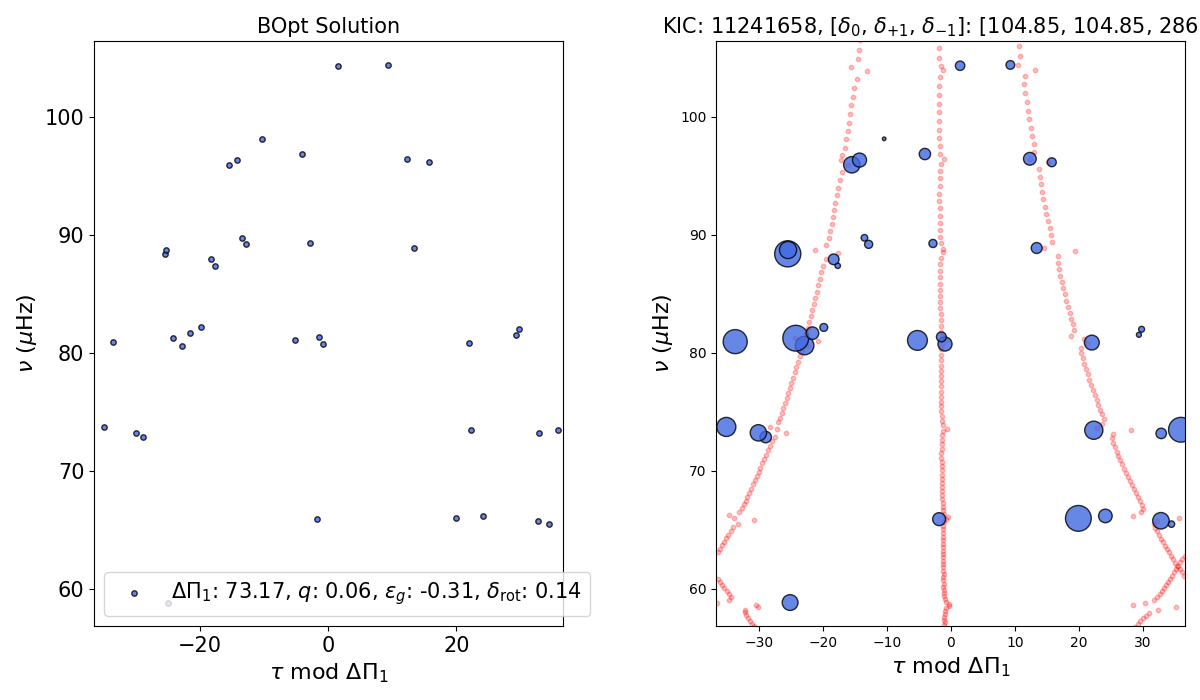 BOpt Solution
100
90
80
70
60
ν (μHz)
−20
0
20
τ mod ΔΠ₁
ΔΠ₁: 73.17, q: 0.06, ε_g: -0.31, δ_rot: 0.14
KIC: 11241658, [δ₀, δ₊₁, δ₋₁]: [104.85, 104.85, 286
100
90
80
70
60
ν (μHz)
−30
−20
−10
0
10
20
30
τ mod ΔΠ₁